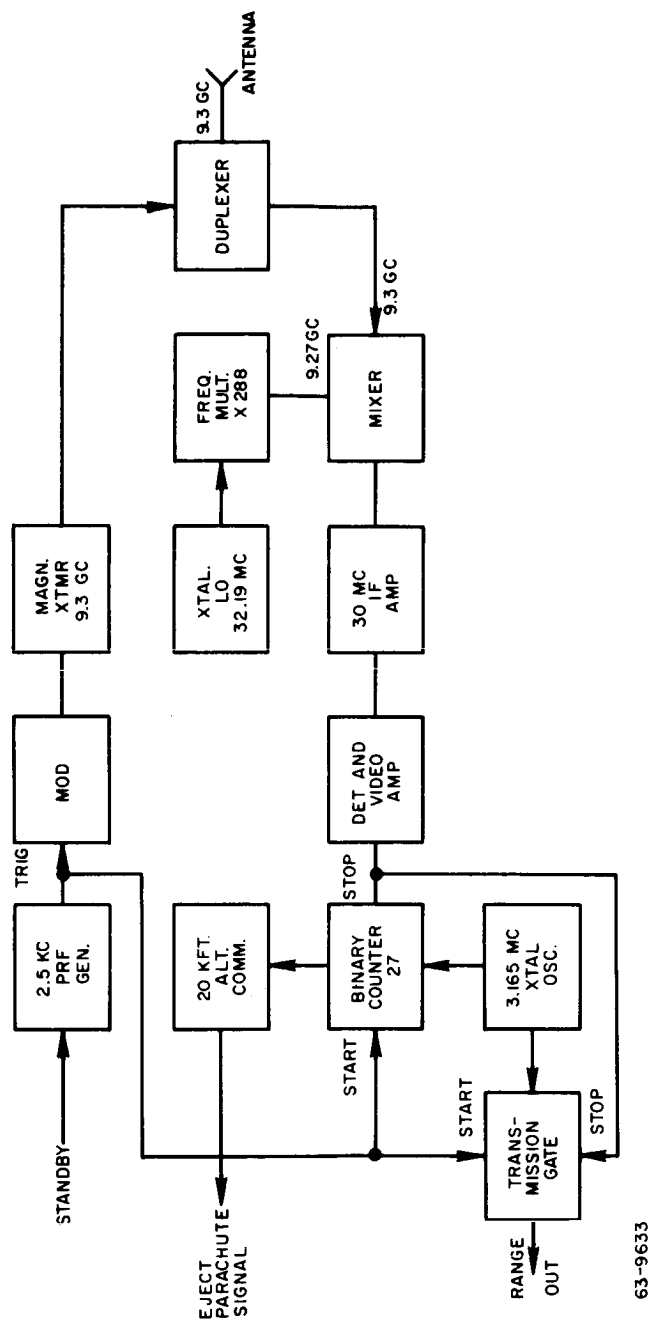 STANDBY
2.5 KC
PRF
GEN.
TRIG
MOD
MAGN.
XTMR
9.3 GC
DUPLEXER
9.3 GC
ANTENNA
EJECT
PARACHUTE
SIGNAL
20 KFT.
ALT.
COMM.
XTAL.
LO
32.19 MC
FREQ.
MULT.
X 288
9.27 GC
9.3 GC
START
BINARY
COUNTER
27
STOP
DET AND
VIDEO
AMP
30 MC
IF
AMP
MIXER
RANGE
OUT
TRANS-
MISSION
GATE
START
STOP
3.165 MC
XTAL
OSC.
63-9633